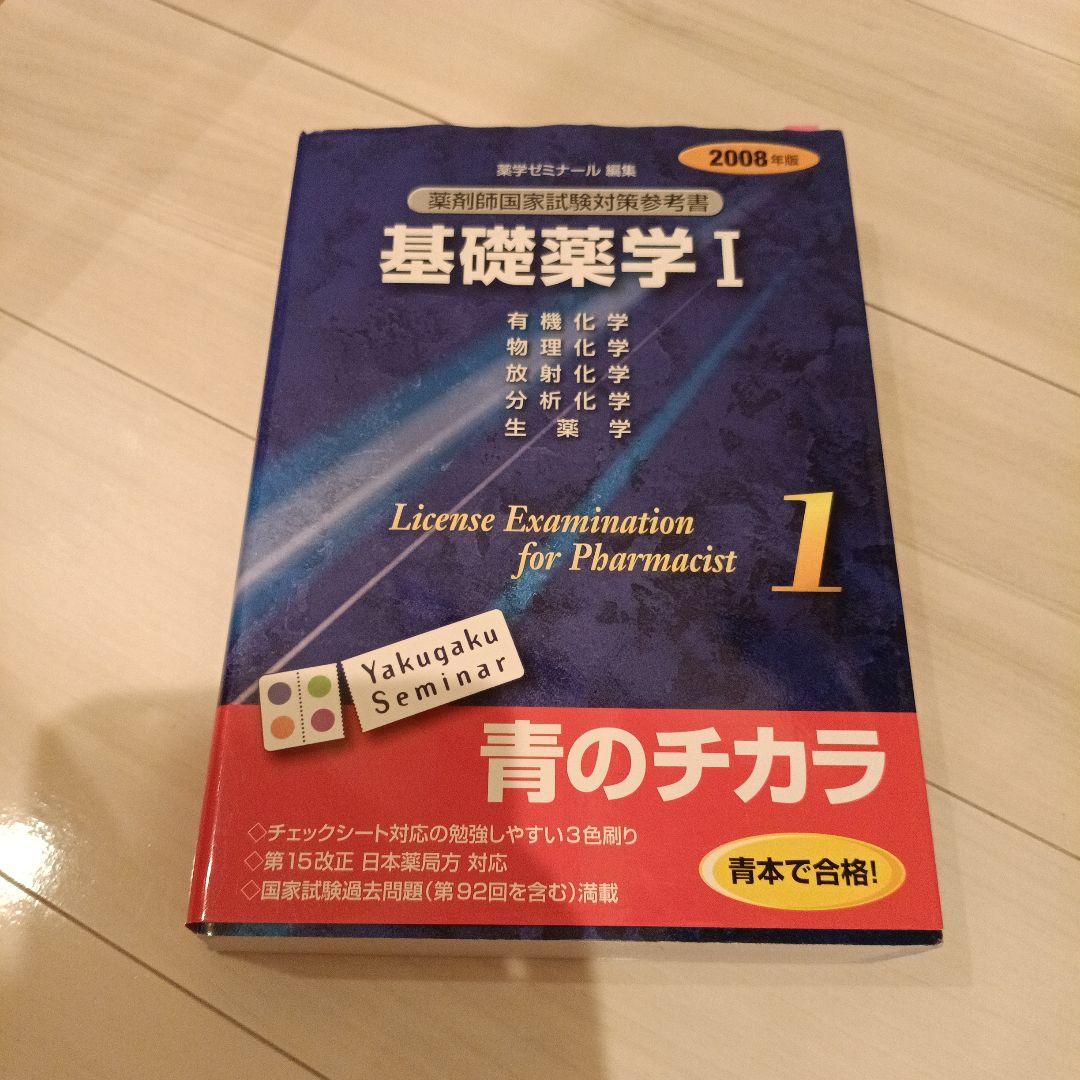 2008年版
薬学ゼミナール 編集
薬剤師国家試験対策参考書
基礎薬学 I
有機化学
物理化学
放射化学
分析化学
生薬学
License Examination
for Pharmacist
1
Yakugaku
Seminar
青のチカラ
◇チェックシート対応の勉強しやすい3色刷り
◇第15改正 日本薬局方 対応
◇国家試験過去問題(第92回を含む)満載
青本で合格!